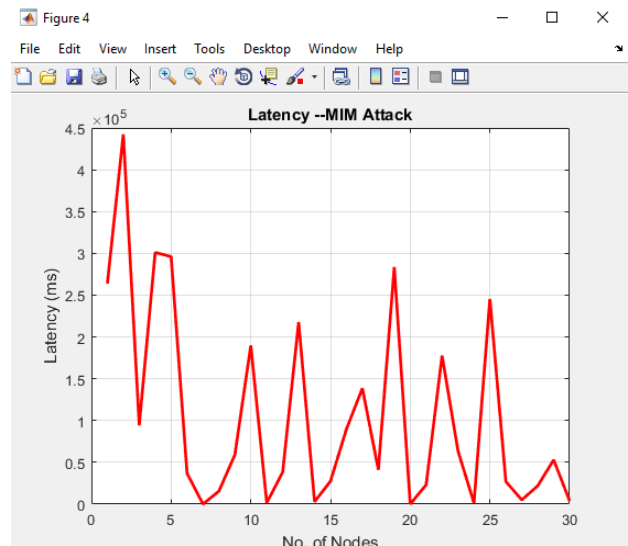 Figure 4
File Edit View Insert Tools Desktop Window Help
Latency --MIM Attack
×10⁵
4.5
4
3.5
3
2.5
2
1.5
1
0.5
0
Latency (ms)
0 5 10 15 20 25 30
No. of Nodes